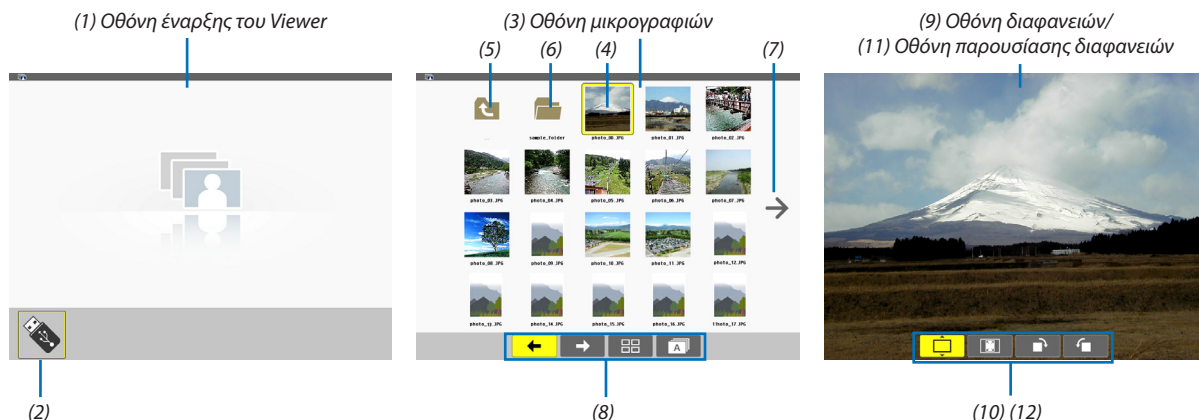 (1) Οθόνη έναρξης του Viewer
(3) Οθόνη μικρογραφιών
(9) Οθόνη διαφανειών/
(11) Οθόνη παρουσίασης διαφανειών
(5) (6) (4) (7)
sample_folder photo_00.JPG photo_01.JPG photo_02.JPG
photo_03.JPG photo_04.JPG photo_05.JPG photo_06.JPG photo_07.JPG
photo_08.JPG photo_09.JPG photo_10.JPG photo_11.JPG photo_12.JPG
photo_13.JPG photo_14.JPG photo_15.JPG photo_16.JPG
A
(2)
(8)
(10) (12)